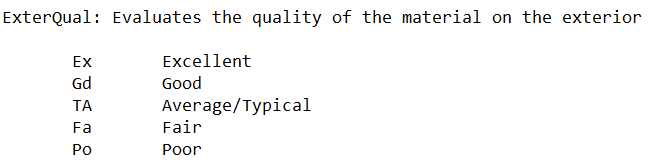 ExterQual: Evaluates the quality of the material on the exterior
Ex Excellent
Gd Good
TA Average/Typical
Fa Fair
Po Poor